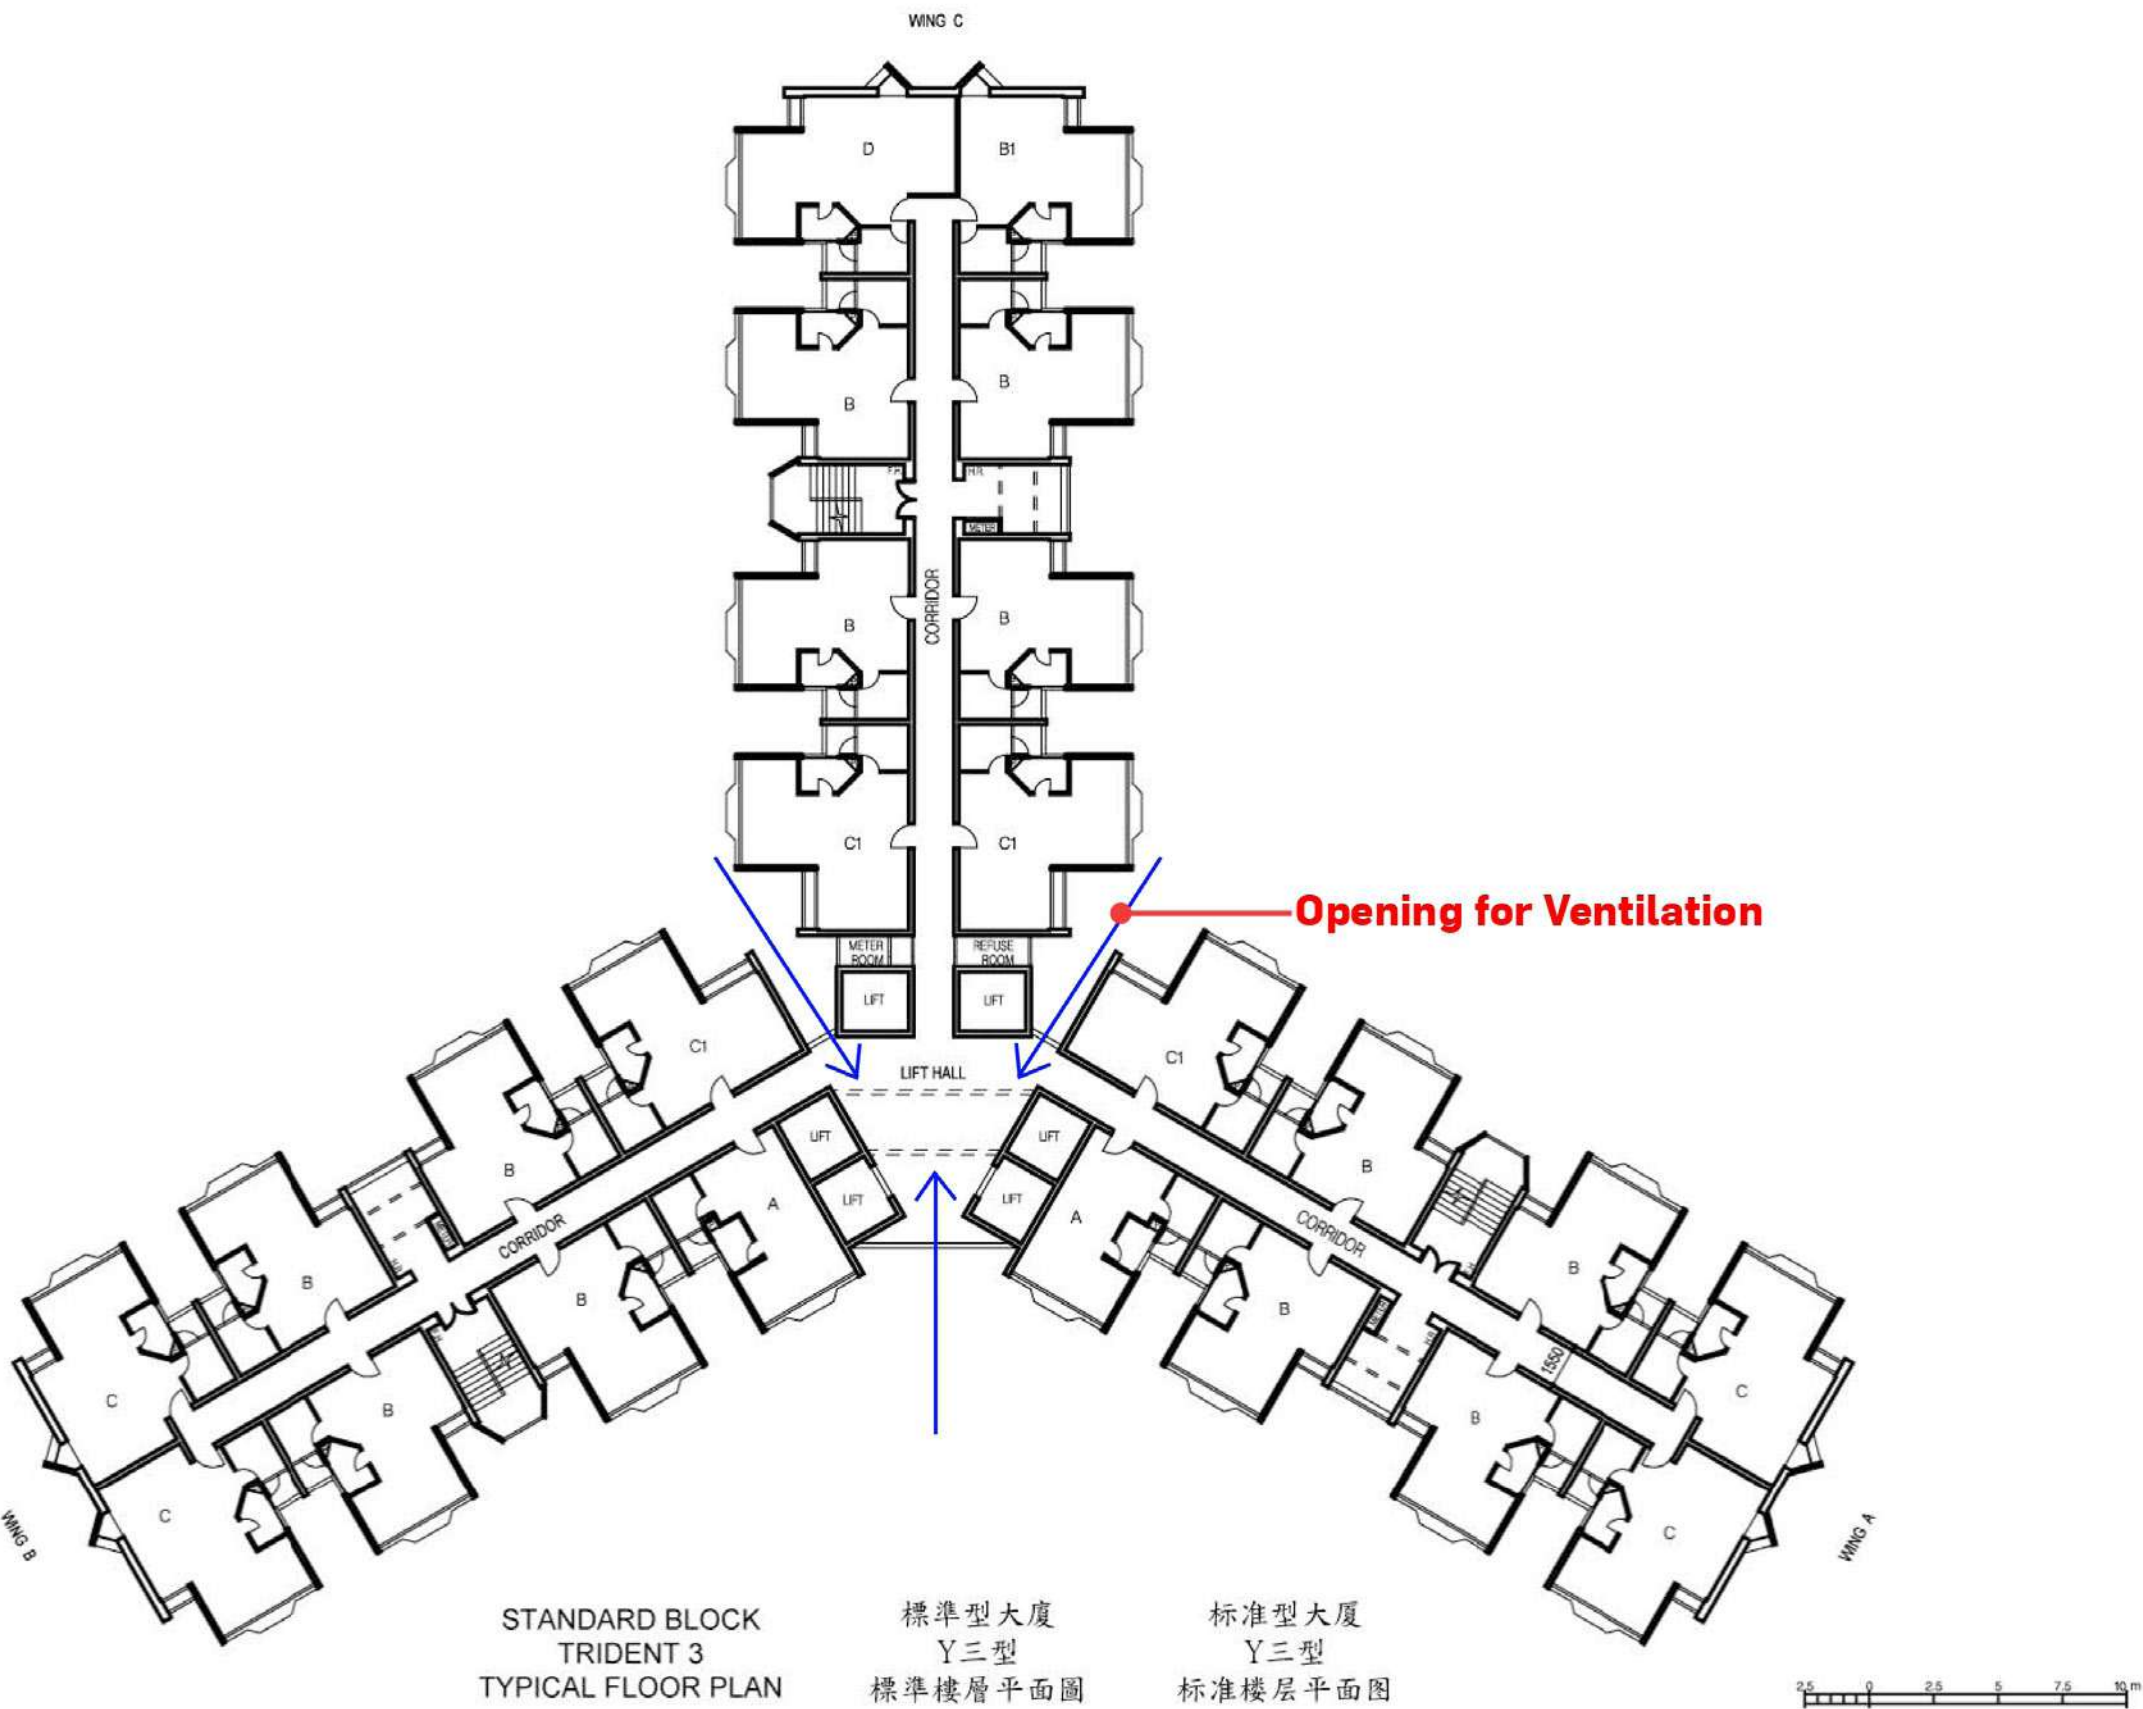 WING C
D
B1
B
B
F.H.
H.R.
METER
CORRIDOR
B
B
C1
C1
Opening for Ventilation
METER
ROOM
REFUSE
ROOM
LIFT
LIFT
C1
C1
LIFT HALL
LIFT
LIFT
LIFT
LIFT
A
A
B
B
CORRIDOR
CORRIDOR
METER
H.R.
B
B
B
B
METER
H.R.
1550
C
C
B
B
C
C
WING B
WING A
STANDARD BLOCK
TRIDENT 3
TYPICAL FLOOR PLAN
標準型大廈
Y三型
標準樓層平面圖
标准型大厦
Y三型
标准楼层平面图
2.5 0 2.5 5 7.5 10 m